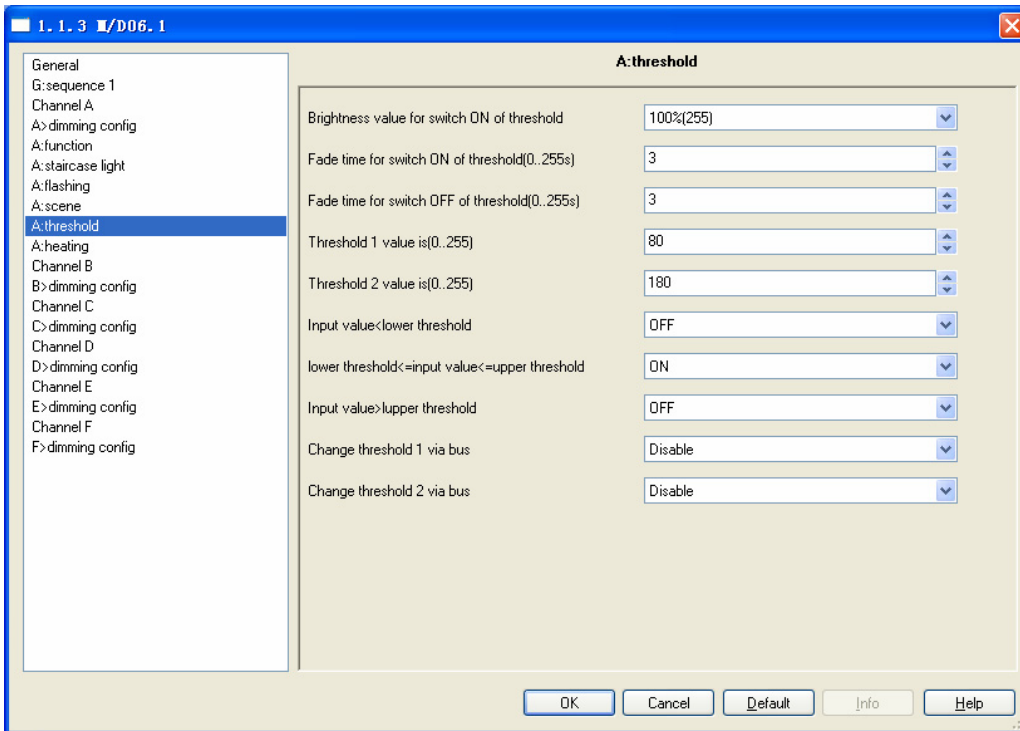 1.1.3 M/D06.1
General
G:sequence 1
Channel A
A>dimming config
A:function
A:staircase light
A:flashing
A:scene
A:threshold
A:heating
Channel B
B>dimming config
Channel C
C>dimming config
Channel D
D>dimming config
Channel E
E>dimming config
Channel F
F>dimming config
A:threshold
Brightness value for switch ON of threshold 100%(255)
Fade time for switch ON of threshold(0..255s) 3
Fade time for switch OFF of threshold(0..255s) 3
Threshold 1 value is(0..255) 80
Threshold 2 value is(0..255) 180
Input value<lower threshold OFF
lower threshold<=input value<=upper threshold ON
Input value>lupper threshold OFF
Change threshold 1 via bus Disable
Change threshold 2 via bus Disable
OK Cancel Default Info Help